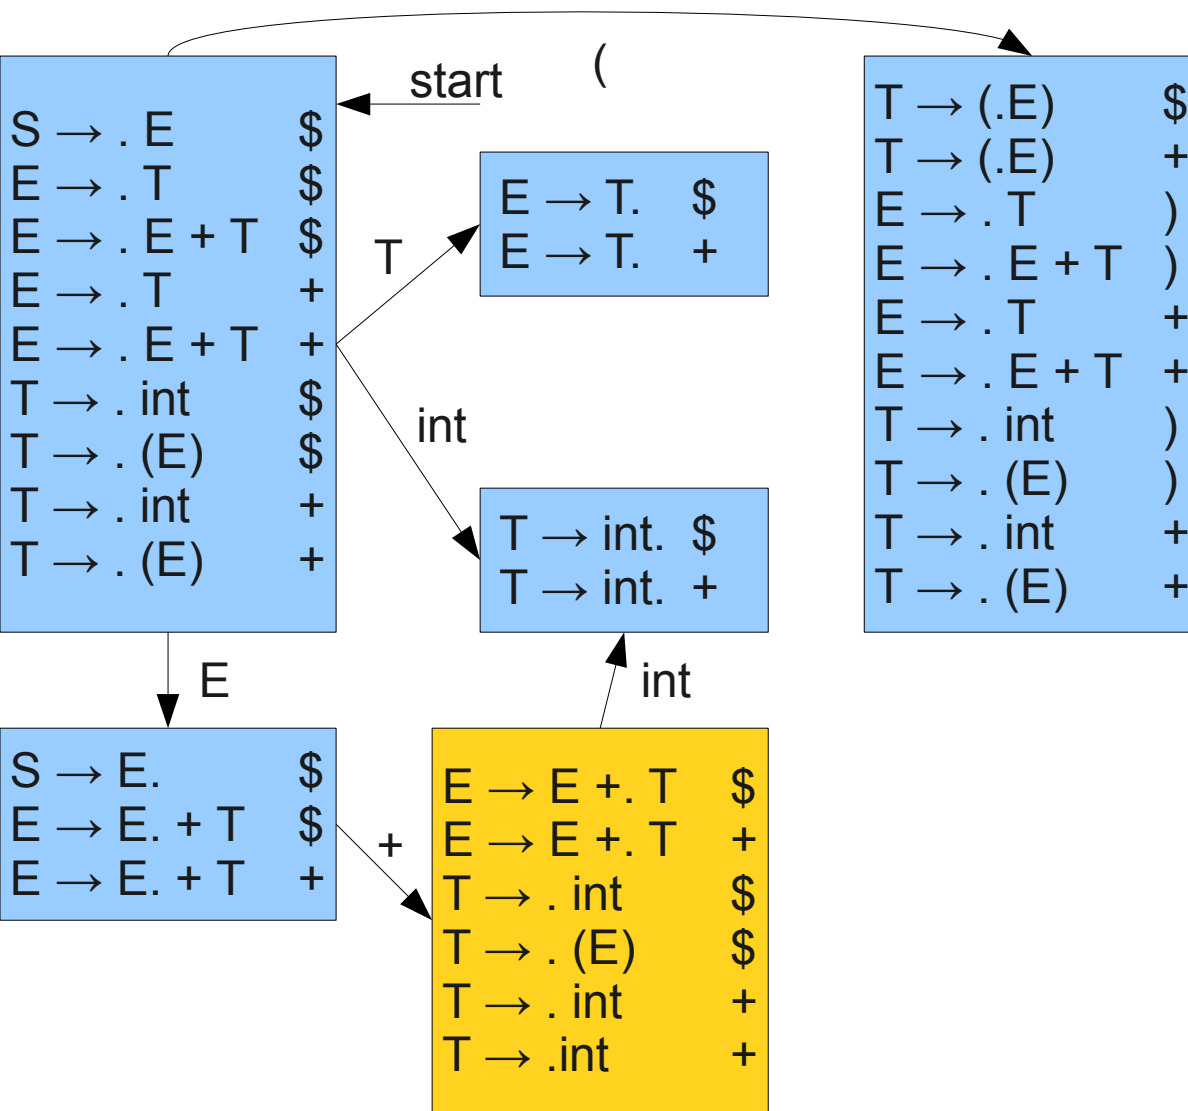 (
start
S → . E $
E → . T $
E → . E + T $
E → . T +
E → . E + T +
T → . int $
T → . (E) $
T → . int +
T → . (E) +
T
E → T. $
E → T. +
int
T → int. $
T → int. +
T → (.E) $
T → (.E) +
E → . T )
E → . E + T )
E → . T +
E → . E + T +
T → . int )
T → . (E) )
T → . int +
T → . (E) +
E
int
S → E. $
E → E. + T $
E → E. + T +
+
E → E +. T $
E → E +. T +
T → . int $
T → . (E) $
T → . int +
T → .int +